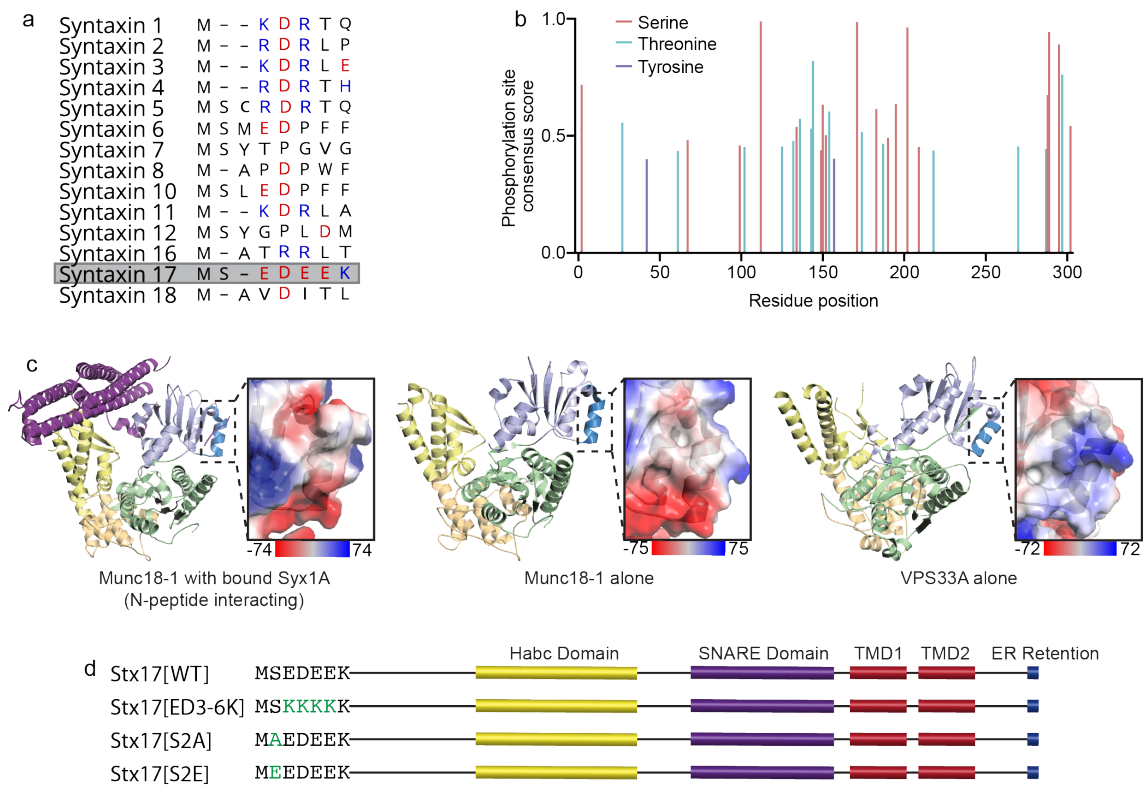 a
Syntaxin 1 M - - K D R T Q
Syntaxin 2 M - - R D R L P
Syntaxin 3 M - - K D R L E
Syntaxin 4 M - - R D R T H
Syntaxin 5 M S C R D R T Q
Syntaxin 6 M S M E D P F F
Syntaxin 7 M S Y T P G V G
Syntaxin 8 M - A P D P W F
Syntaxin 10 M S L E D P F F
Syntaxin 11 M - - K D R L A
Syntaxin 12 M S Y G P L D M
Syntaxin 16 M - A T R R L T
Syntaxin 17 M S - E D E E K
Syntaxin 18 M - A V D I T L
b
Phosphorylation site
consensus score
1.0
0.5
0.0
Serine
Threonine
Tyrosine
0 50 100 150 200 250 300
Residue position
c
-74 74
Munc18-1 with bound Syx1A
(N-peptide interacting)
-75 75
Munc18-1 alone
-72 72
VPS33A alone
d
Habc Domain SNARE Domain TMD1 TMD2 ER Retention
Stx17[WT] MSEDEEK
Stx17[ED3-6K] MSKKKKK
Stx17[S2A] MAEDEEK
Stx17[S2E] MEEDEEK